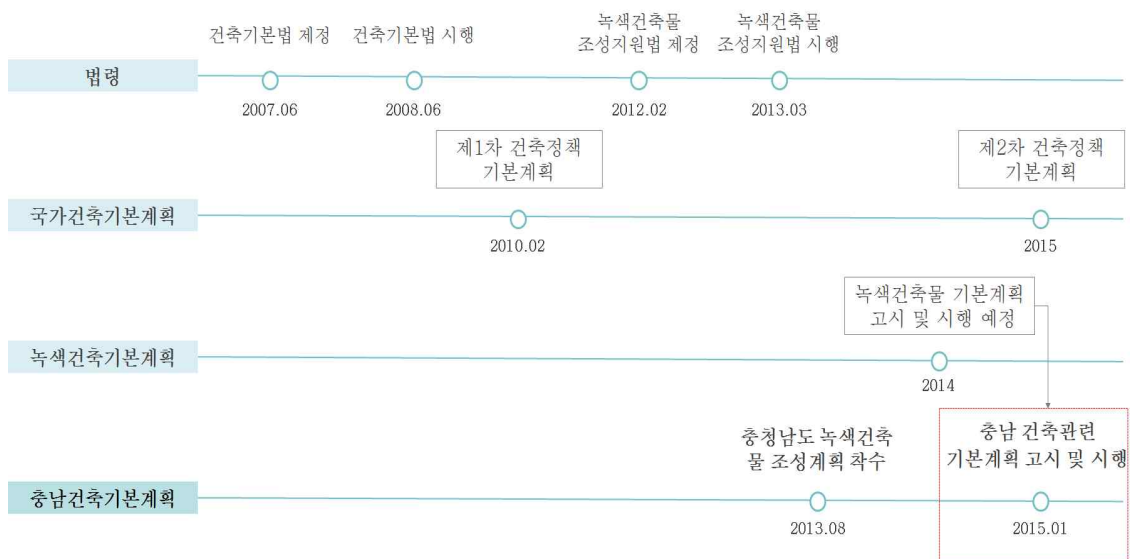 건축기본법 제정
건축기본법 시행
녹색건축물
조성지원법 제정
녹색건축물
조성지원법 시행
법령
2007.06
2008.06
2012.02
2013.03
제1차 건축정책
기본계획
제2차 건축정책
기본계획
국가건축기본계획
2010.02
2015
녹색건축물 기본계획
고시 및 시행 예정
녹색건축기본계획
2014
충청남도 녹색건축
물 조성계획 착수
충남 건축관련
기본계획 고시 및 시행
충남건축기본계획
2013.08
2015.01